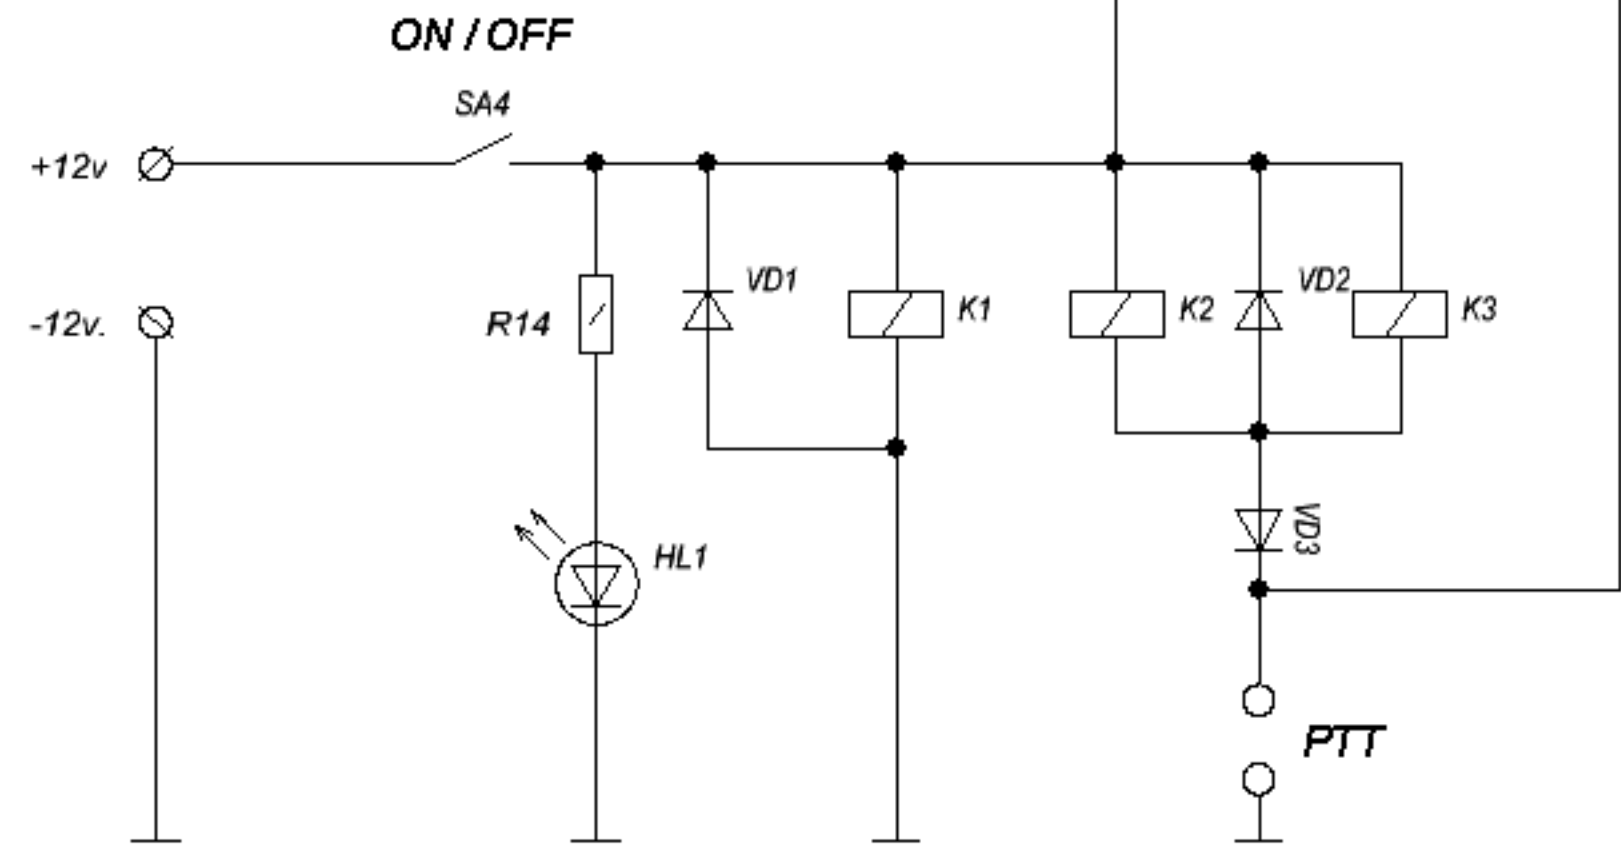 ON / OFF
SA4
+12v
VD1
VD2
-12v.
R14
K1
K2
K3
VD3
HL1
PTT